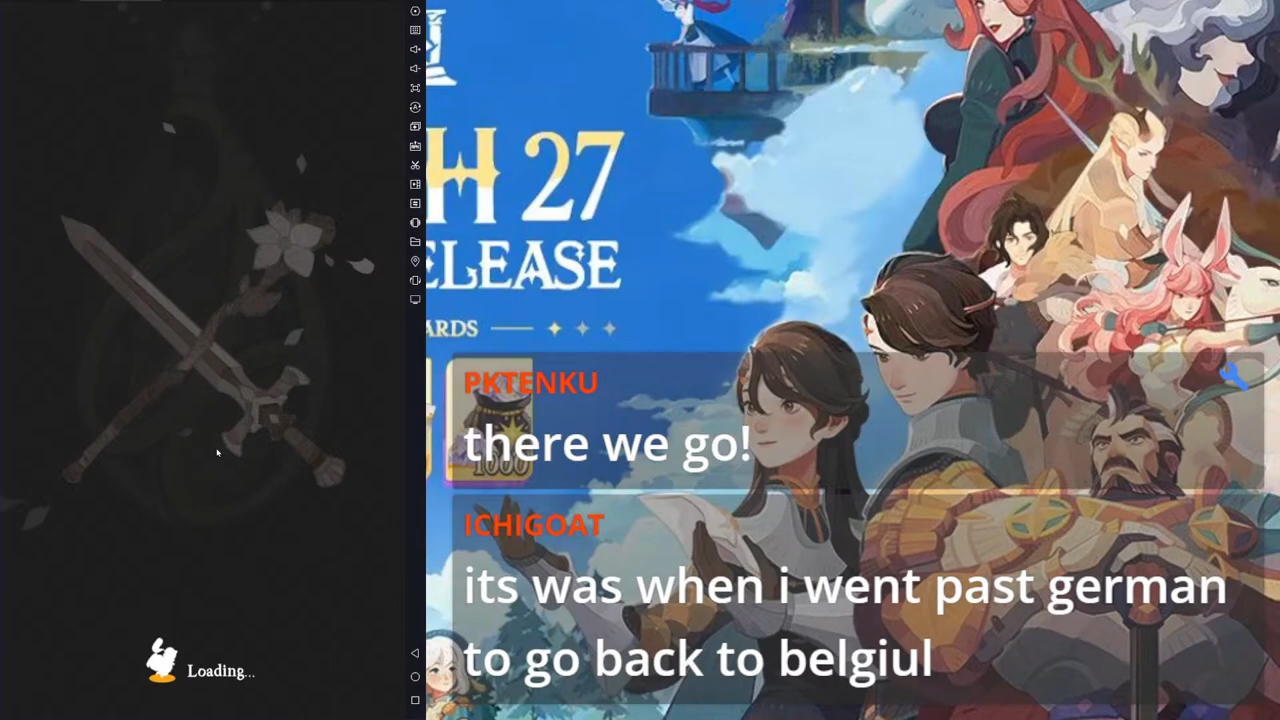 H 27
ELEASE
ARDS
1000
PKTENKU
there we go!
ICHIGOAT
its was when i went past german
to go back to belgiul
Loading...